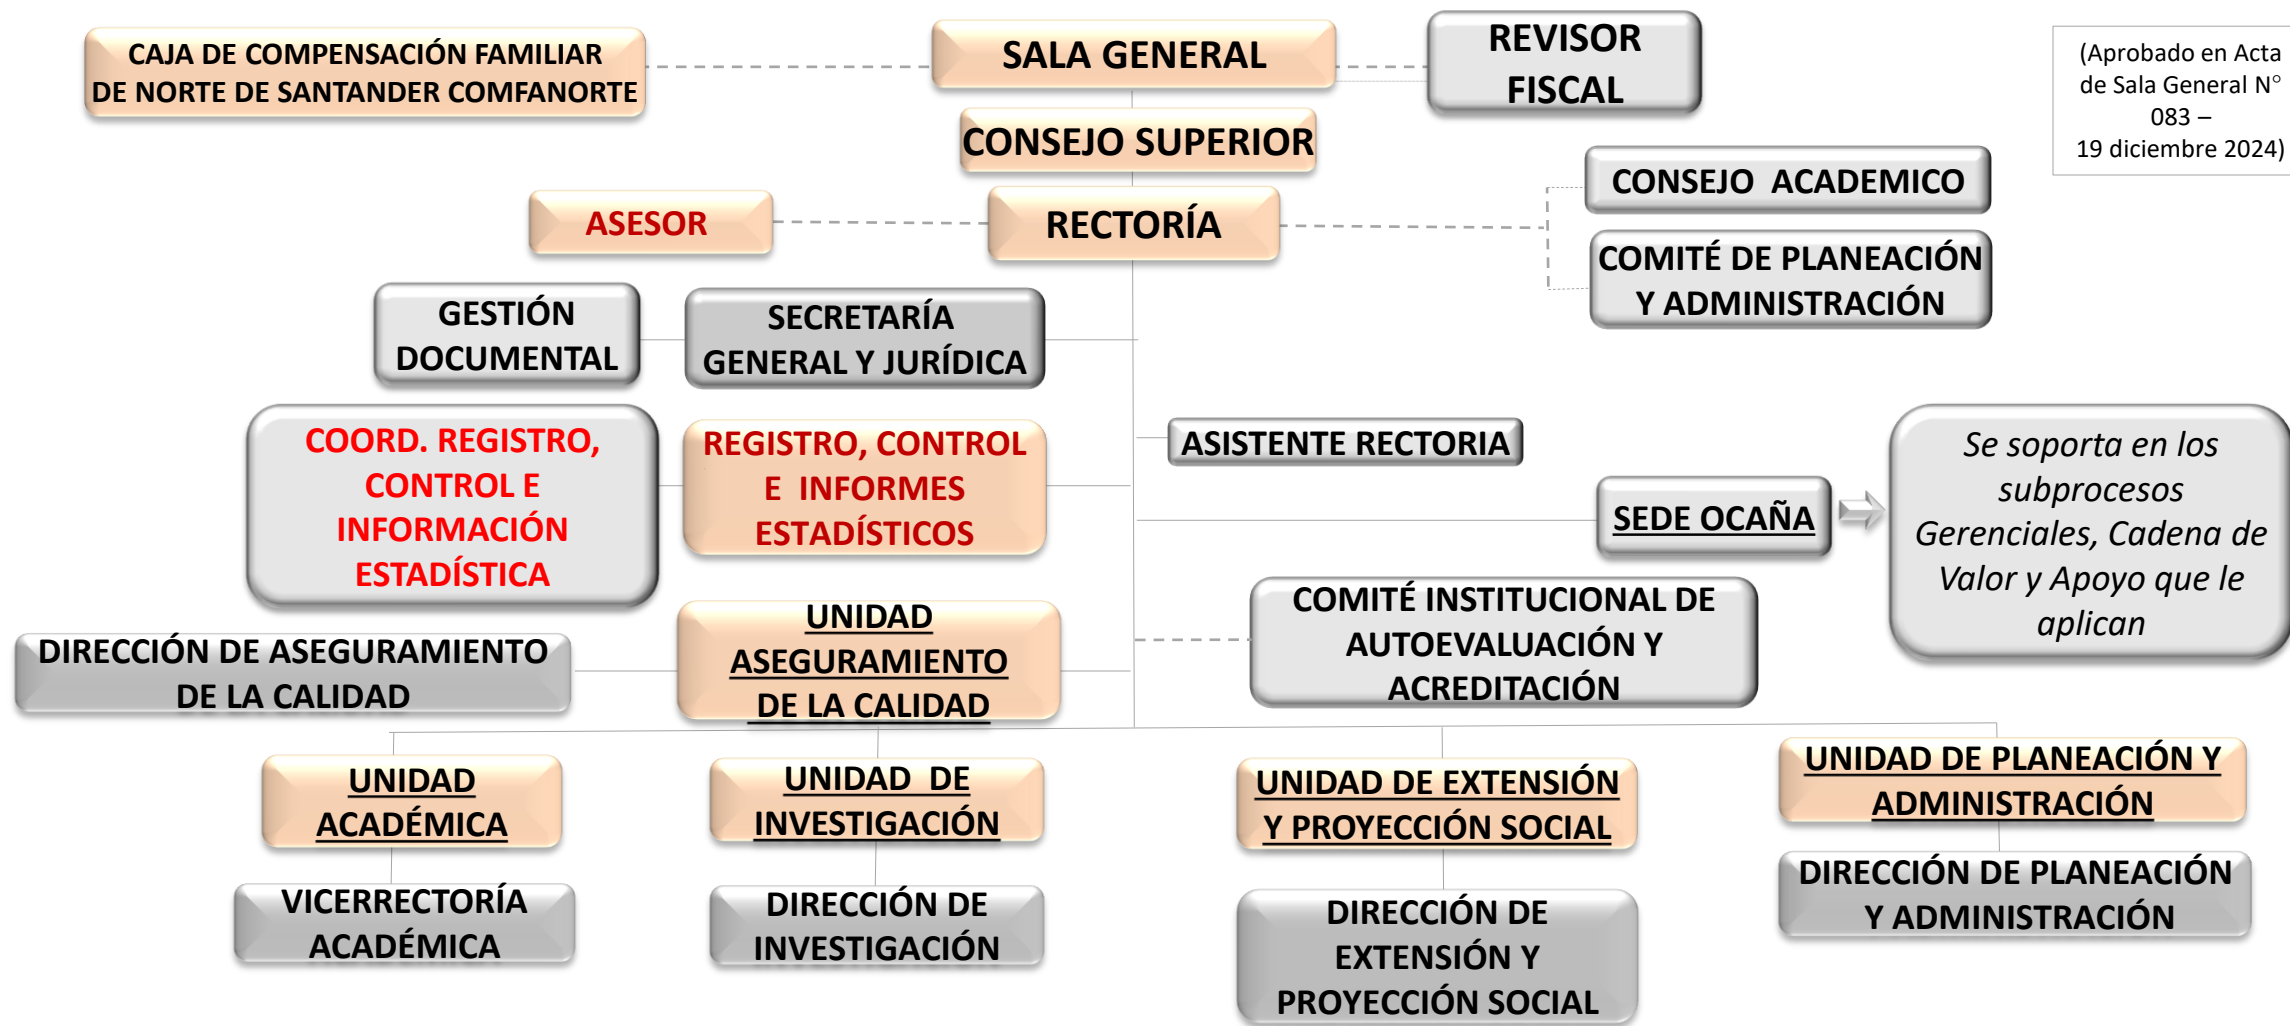 CAJA DE COMPENSACIÓN FAMILIAR
DE NORTE DE SANTANDER COMFANORTE
SALA GENERAL
REVISOR
FISCAL
(Aprobado en Acta
de Sala General N°
083 –
19 diciembre 2024)
CONSEJO SUPERIOR
CONSEJO ACADEMICO
ASESOR
RECTORÍA
COMITÉ DE PLANEACIÓN
Y ADMINISTRACIÓN
GESTIÓN
DOCUMENTAL
SECRETARÍA
GENERAL Y JURÍDICA
COORD. REGISTRO,
CONTROL E
INFORMACIÓN
ESTADÍSTICA
REGISTRO, CONTROL
E INFORMES
ESTADÍSTICOS
ASISTENTE RECTORIA
SEDE OCAÑA
Se soporta en los
subprocesos
Gerenciales, Cadena de
Valor y Apoyo que le
aplican
DIRECCIÓN DE ASEGURAMIENTO
DE LA CALIDAD
UNIDAD
ASEGURAMIENTO
DE LA CALIDAD
COMITÉ INSTITUCIONAL DE
AUTOEVALUACIÓN Y
ACREDITACIÓN
UNIDAD
ACADÉMICA
UNIDAD DE
INVESTIGACIÓN
UNIDAD DE EXTENSIÓN
Y PROYECCIÓN SOCIAL
UNIDAD DE PLANEACIÓN Y
ADMINISTRACIÓN
VICERRECTORÍA
ACADÉMICA
DIRECCIÓN DE
INVESTIGACIÓN
DIRECCIÓN DE
EXTENSIÓN Y
PROYECCIÓN SOCIAL
DIRECCIÓN DE PLANEACIÓN
Y ADMINISTRACIÓN